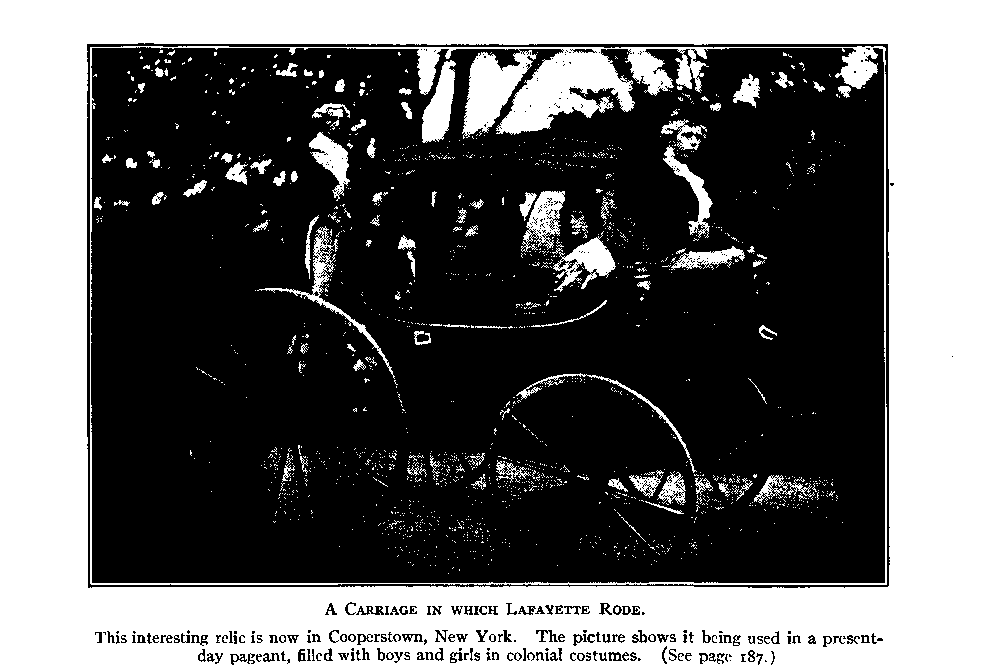 A Carriage in which Lafayette Rode.
This interesting relic is now in Cooperstown, New York. The picture shows it being used in a present-
day pageant, filled with boys and girls in colonial costumes. (See page 187.)